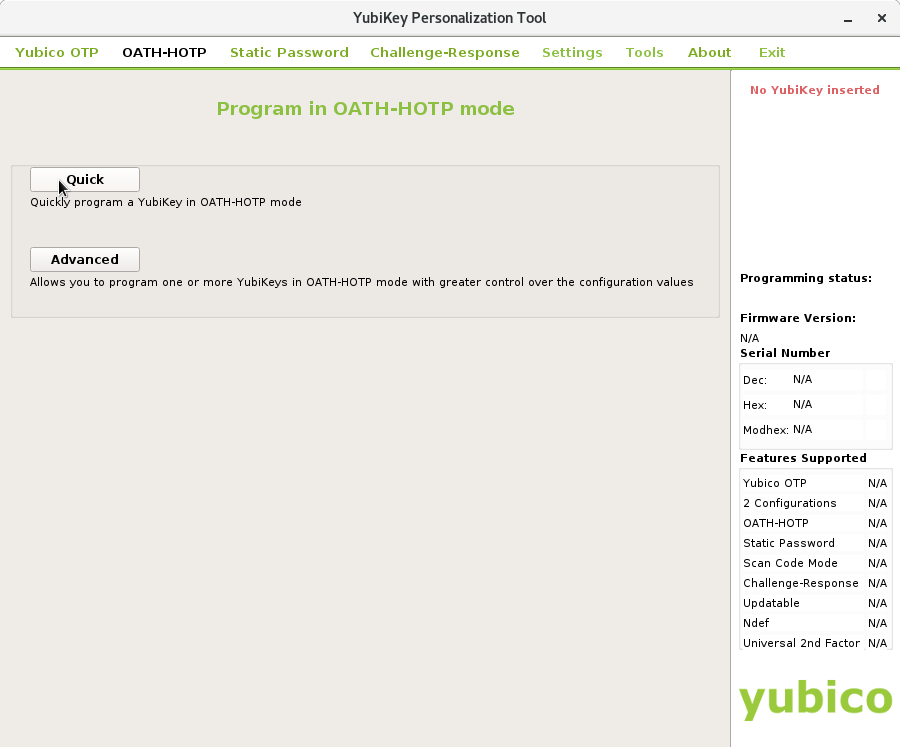 YubiKey Personalization Tool
Yubico OTP OATH-HOTP Static Password Challenge-Response Settings Tools About Exit
Program in OATH-HOTP mode
Quick
Quickly program a YubiKey in OATH-HOTP mode
Advanced
Allows you to program one or more YubiKeys in OATH-HOTP mode with greater control over the configuration values
No YubiKey inserted
Programming status:
Firmware Version:
N/A
Serial Number
Dec: N/A
Hex: N/A
Modhex: N/A
Features Supported
Yubico OTP N/A
2 Configurations N/A
OATH-HOTP N/A
Static Password N/A
Scan Code Mode N/A
Challenge-Response N/A
Updatable N/A
Ndef N/A
Universal 2nd Factor N/A
yubico